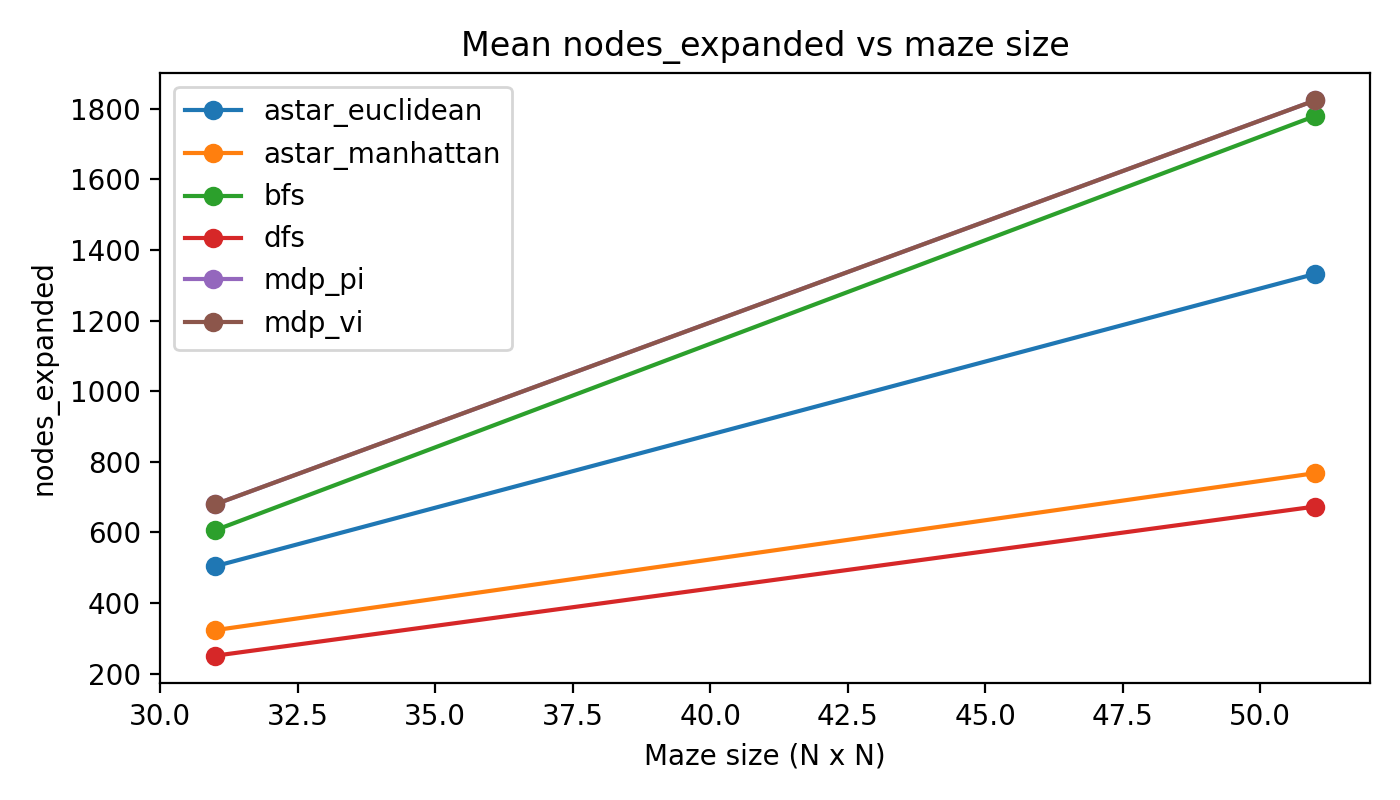 Mean nodes_expanded vs maze size
astar_euclidean
astar_manhattan
bfs
dfs
mdp_pi
mdp_vi
nodes_expanded
1800
1600
1400
1200
1000
800
600
400
200
30.0 32.5 35.0 37.5 40.0 42.5 45.0 47.5 50.0
Maze size (N x N)